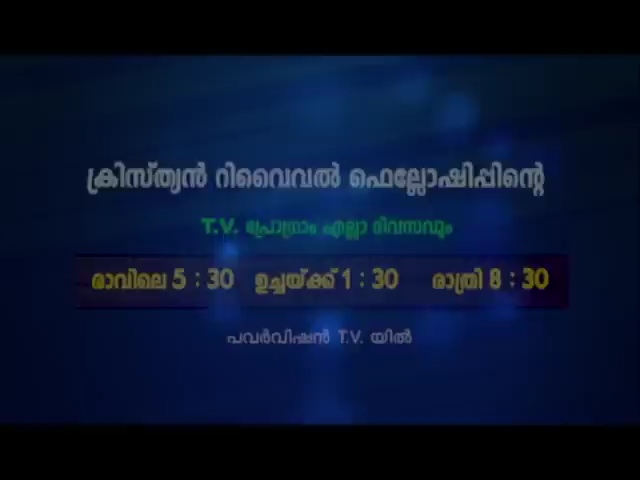 ക്രിസ്ത്യൻ റിവൈവൽ ഫെല്ലോഷിപ്പിന്റെ
T.V. പ്രോഗ്രാം എല്ലാ ദിവസവും
രാവിലെ 5 : 30 ഉച്ചയ്ക്ക് 1 : 30 രാത്രി 8 : 30
പവർവിഷൻ T.V. യിൽ